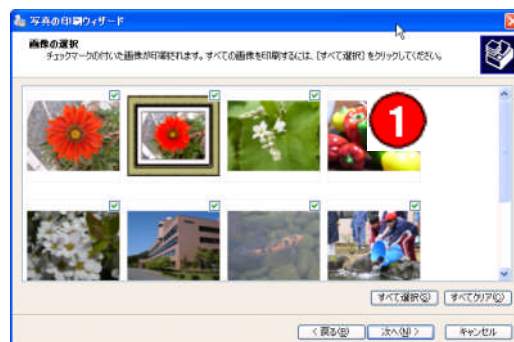 写真の印刷ウィザード
画像の選択
チェックマークの付いた画像が印刷されます。すべての画像を印刷するには、[すべて選択] をクリックしてください。
1
すべて選択(S) すべてクリア(C)
< 戻る(B) 次へ(N) > キャンセル